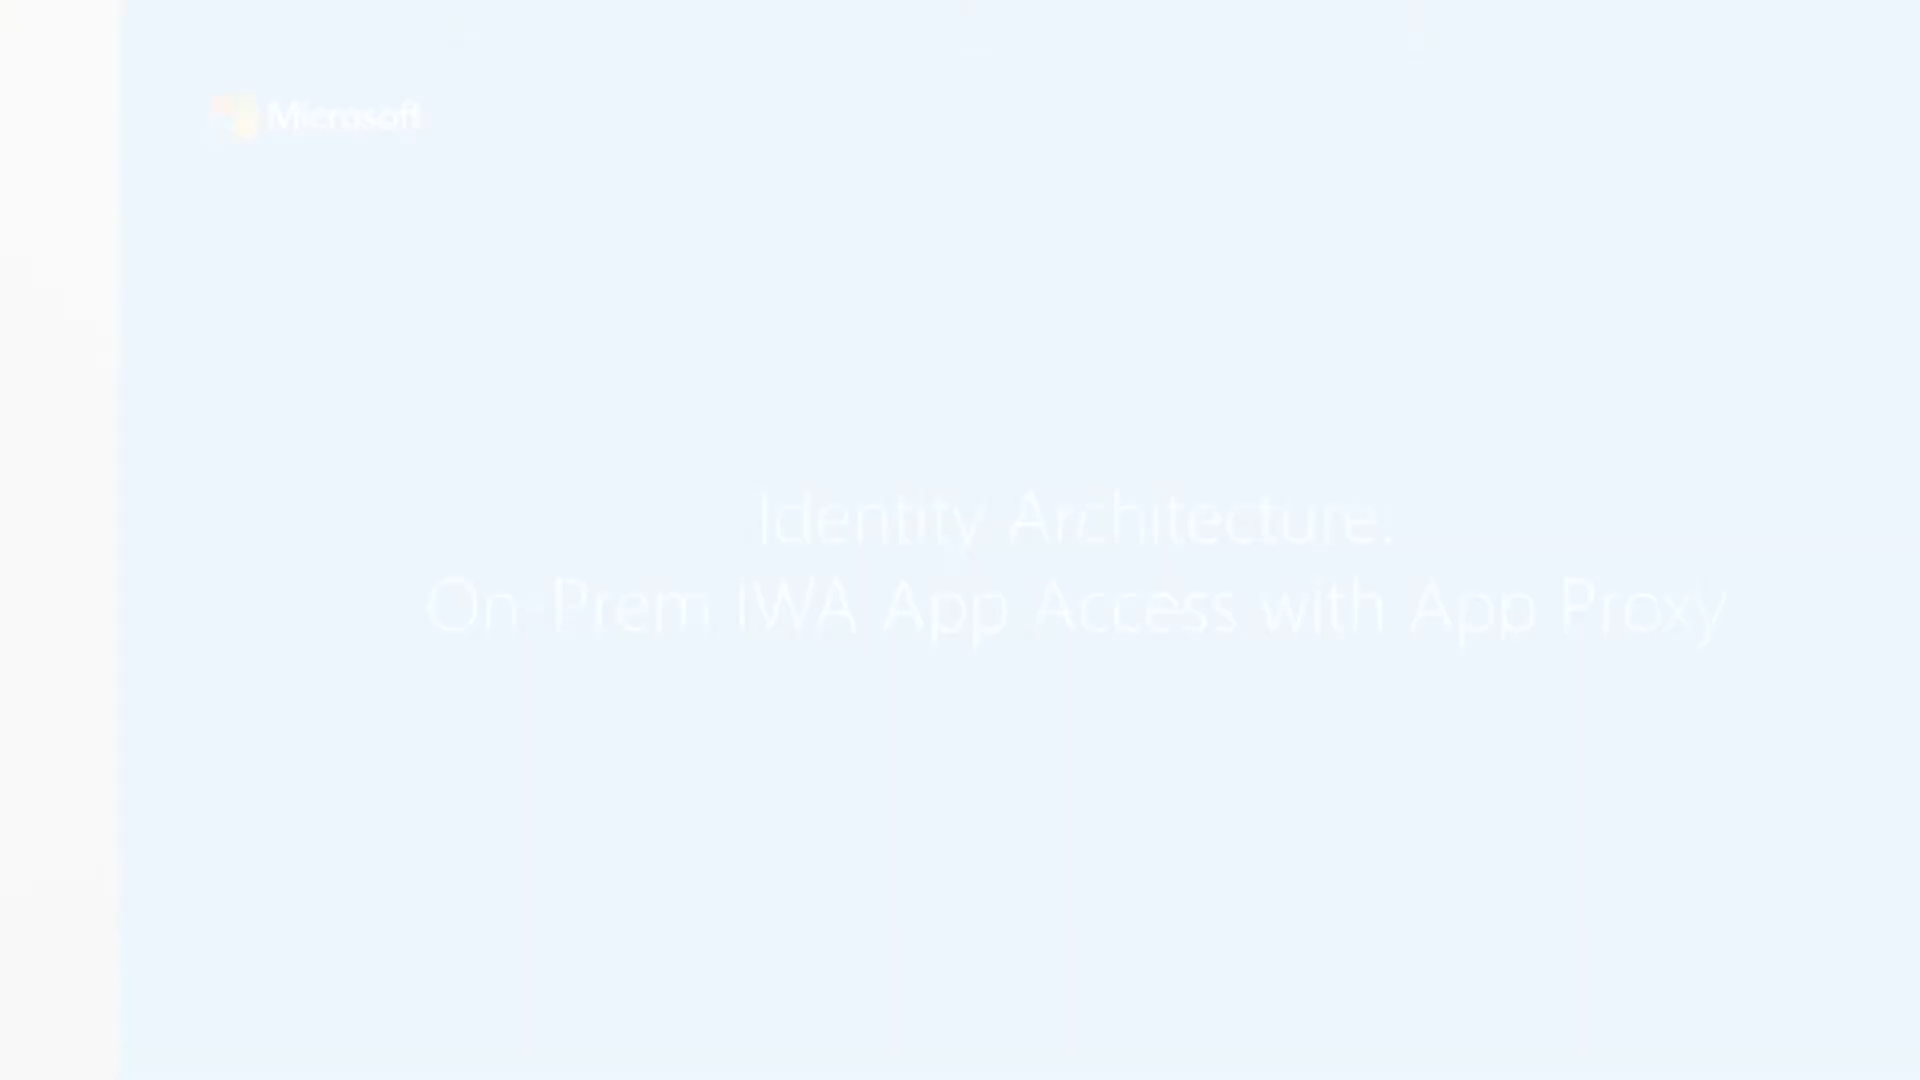 Microsoft
Identity Architecture:
On-Prem IWA App Access with App Proxy